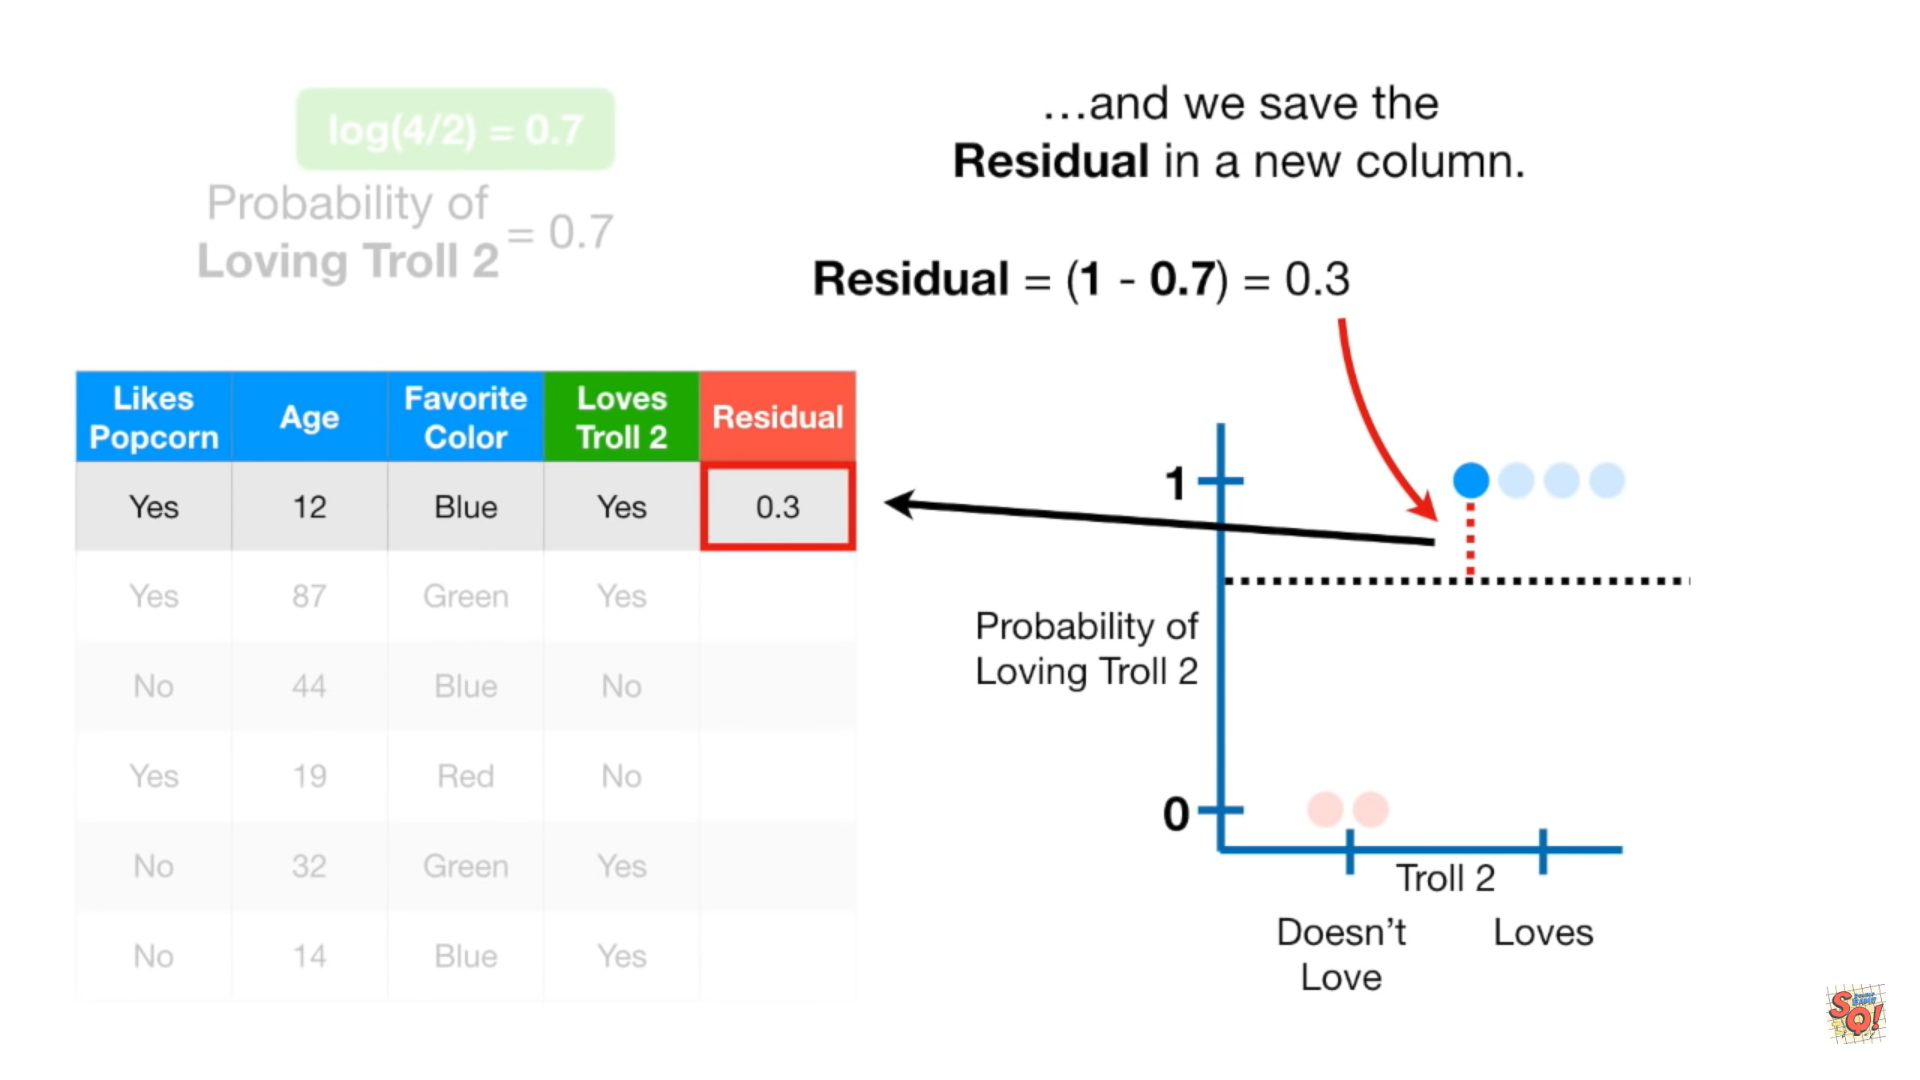 log(4/2) = 0.7
Probability of
Loving Troll 2
= 0.7
…and we save the
Residual in a new column.
Residual = (1 - 0.7) = 0.3
Likes Popcorn Age Favorite Color Loves Troll 2 Residual
Yes 12 Blue Yes 0.3
Yes 87 Green Yes
No 44 Blue No
Yes 19 Red No
No 32 Green Yes
No 14 Blue Yes
1
Probability of
Loving Troll 2
0
Troll 2
Doesn’t
Love
Loves
SQ!